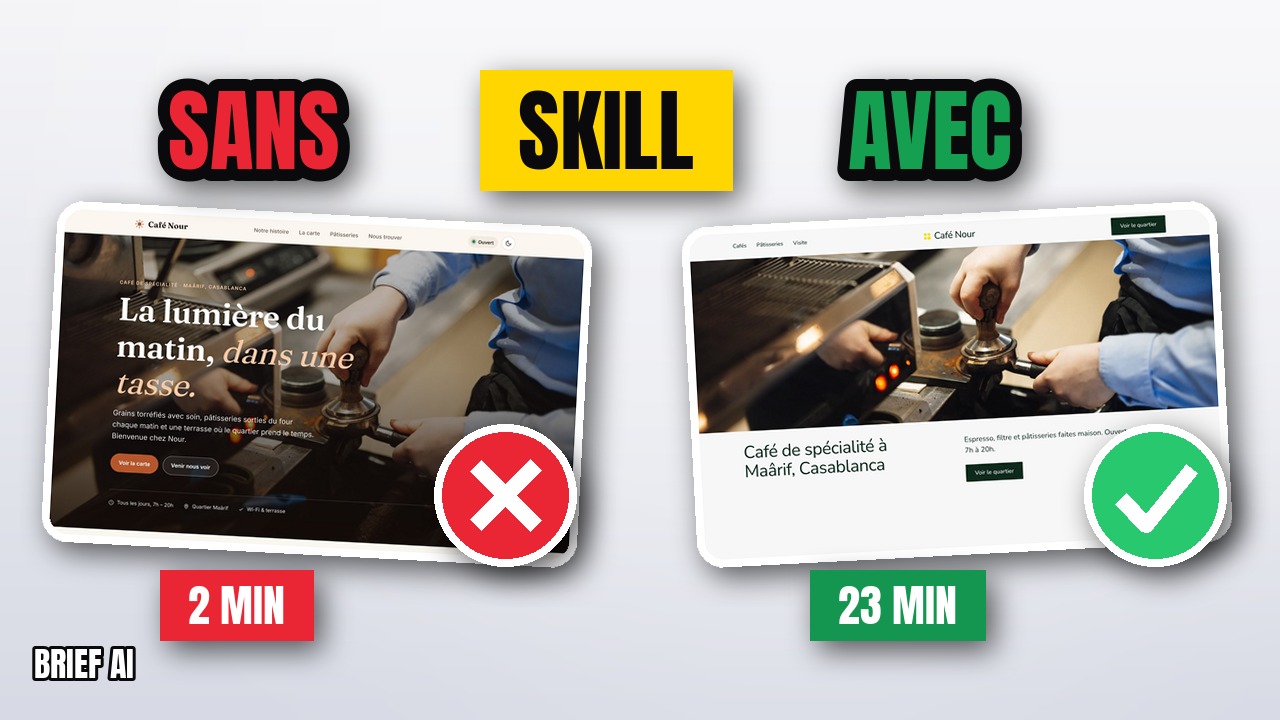 SANS
SKILL
AVEC
Café Nour
Notre histoire La carte Pâtisseries Nous trouver
Ouvert
CAFÉ DE SPÉCIALITÉ · MAÂRIF, CASABLANCA
La lumière du
matin, dans une
tasse.
Grains torréfiés avec soin, pâtisseries sorties du four
chaque matin et une terrasse où le quartier prend le temps.
Bienvenue chez Nour.
Voir la carte
Venir nous voir
Tous les jours, 7h – 20h
Quartier Maârif
Wi-Fi & terrasse
2 MIN
Cafés Pâtisseries Visite
Café Nour
Voir le quartier
Café de spécialité à
Maârif, Casablanca
Espresso, filtre et pâtisseries faites maison.
7h à 20h.
Voir le quartier
23 MIN
BRIEF AI